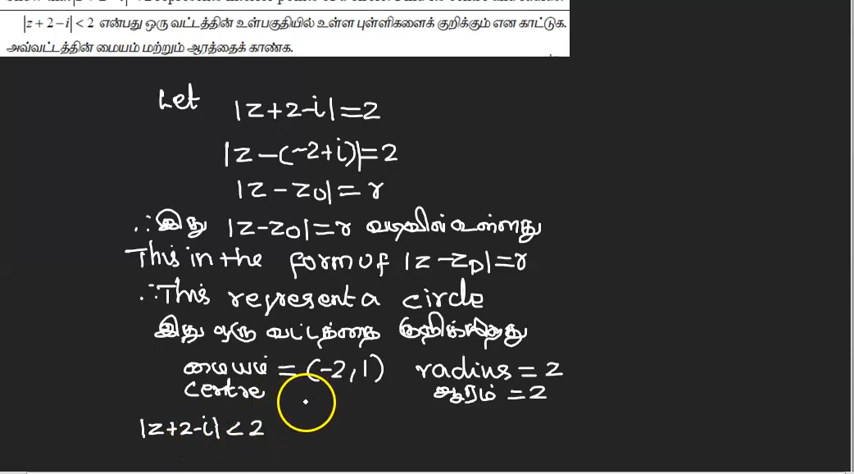 |z + 2 − i| < 2 என்பது ஒரு வட்டத்தின் உள்பகுதியில் உள்ள புள்ளிகளைக் குறிக்கும் என காட்டுக.
அவ்வட்டத்தின் மையம் மற்றும் ஆரத்தைக் காண்க.
Let |z+2-i|=2
|z-(-2+i)|=2
|z-z0|=r
∴இது |z-z0|=r வடிவில் உள்ளது
This in the form of |z-z0|=r
∴This represent a circle
இது ஒரு வட்டத்தை குறிக்கிறது
மையம் = (-2,1) radius = 2
centre ஆரம் = 2
|z+2-i| < 2